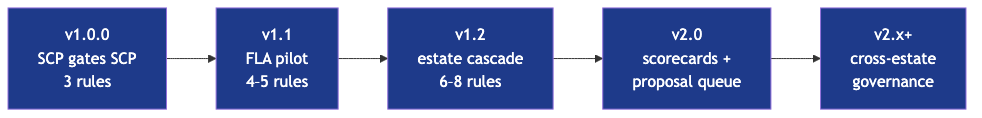 v1.0.0
SCP gates SCP
3 rules
v1.1
FLA pilot
4–5 rules
v1.2
estate cascade
6–8 rules
v2.0
scorecards +
proposal queue
v2.x+
cross-estate
governance